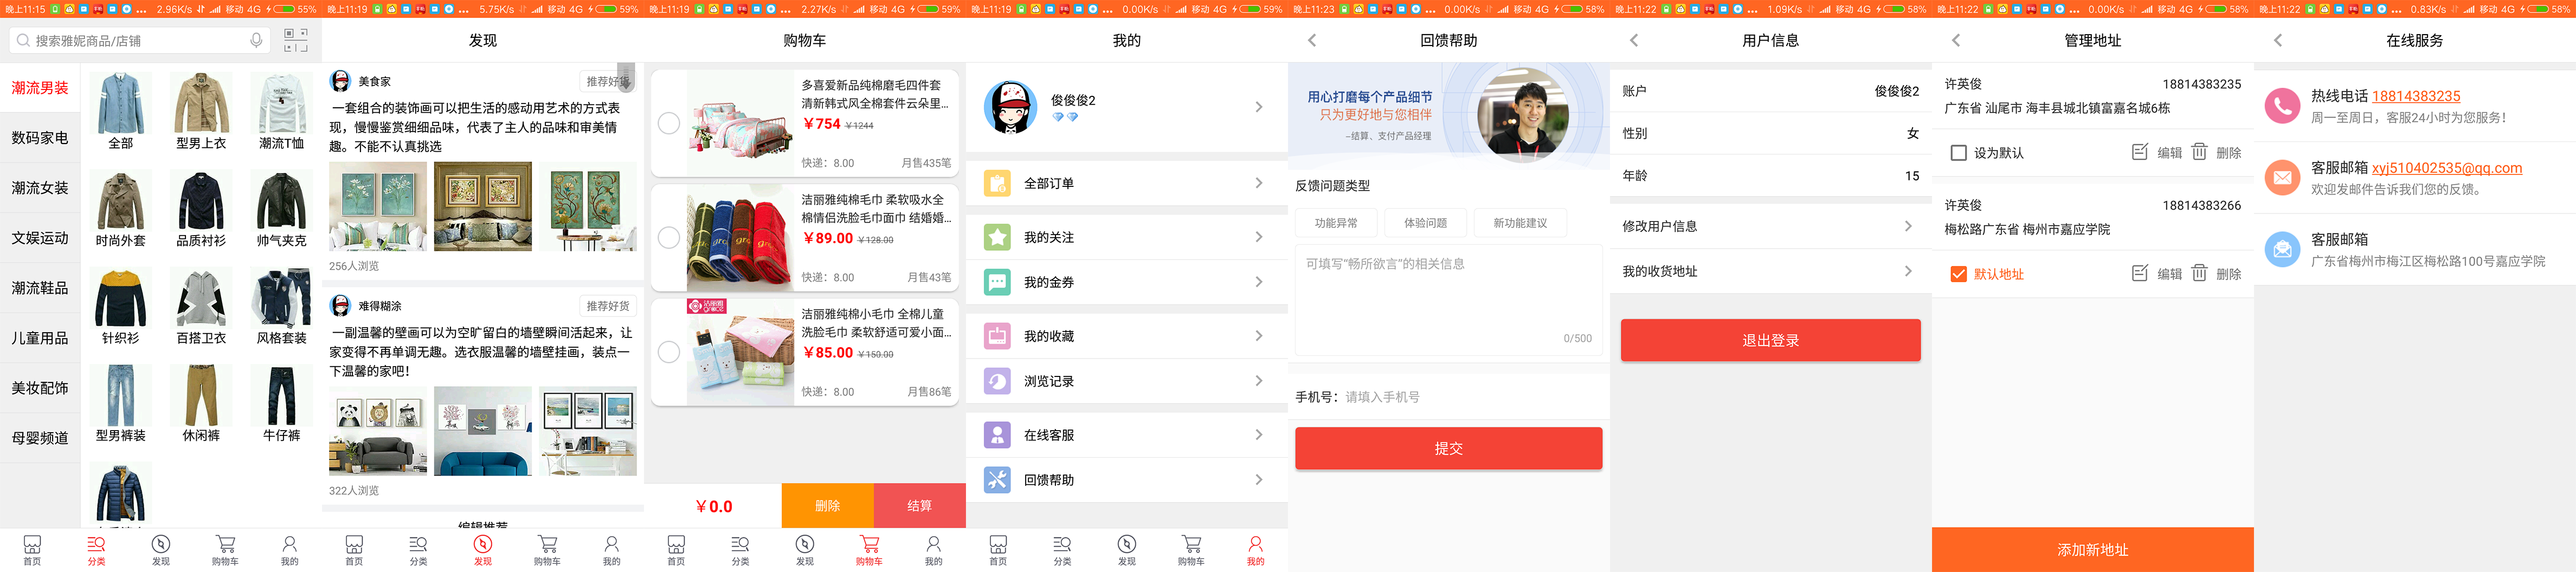 晚上11:15
2.96K/s
移动 4G
55%
搜索雅妮商品/店铺
潮流男装
数码家电
潮流女装
文娱运动
潮流鞋品
儿童用品
美妆配饰
母婴频道
全部
型男上衣
潮流T恤
时尚外套
品质衬衫
帅气夹克
针织衫
百搭卫衣
风格套装
型男裤装
休闲裤
牛仔裤
首页
分类
发现
购物车
我的
晚上11:19
5.75K/s
移动 4G
59%
发现
美食家
推荐好货
一套组合的装饰画可以把生活的感动用艺术的方式表
现，慢慢鉴赏细细品味，代表了主人的品味和审美情
趣。不能不认真挑选
256人浏览
难得糊涂
推荐好货
一副温馨的壁画可以为空旷留白的墙壁瞬间活起来，让
家变得不再单调无趣。选衣服温馨的墙壁挂画，装点一
下温馨的家吧！
322人浏览
编辑推荐
首页
分类
发现
购物车
我的
晚上11:19
2.27K/s
移动 4G
59%
购物车
多喜爱新品纯棉磨毛四件套
清新韩式风全棉套件云朵里...
￥754 ￥1244
快递：8.00
月售435笔
洁丽雅纯棉毛巾 柔软吸水全
棉情侣洗脸毛巾面巾 结婚婚...
￥89.00 ￥128.00
快递：8.00
月售43笔
洁丽雅
grace
洁丽雅纯棉小毛巾 全棉儿童
洗脸毛巾 柔软舒适可爱小面...
￥85.00 ￥150.00
快递：8.00
月售86笔
￥0.0
删除
结算
首页
分类
发现
购物车
我的
晚上11:19
0.00K/s
移动 4G
59%
我的
俊俊俊2
全部订单
我的关注
我的金券
我的收藏
浏览记录
在线客服
回馈帮助
首页
分类
发现
购物车
我的
晚上11:23
0.00K/s
移动 4G
58%
回馈帮助
用心打磨每个产品细节
只为更好地与您相伴
–结算、支付产品经理
反馈问题类型
功能异常
体验问题
新功能建议
可填写“畅所欲言”的相关信息
0/500
手机号：请填入手机号
提交
晚上11:22
1.09K/s
移动 4G
58%
用户信息
账户
俊俊俊2
性别
女
年龄
15
修改用户信息
我的收货地址
退出登录
晚上11:22
0.00K/s
移动 4G
58%
管理地址
许英俊
18814383235
广东省 汕尾市 海丰县城北镇富嘉名城6栋
设为默认
编辑
删除
许英俊
18814383266
梅松路广东省 梅州市嘉应学院
默认地址
编辑
删除
添加新地址
晚上11:22
0.83K/s
移动 4G
58%
在线服务
热线电话 18814383235
周一至周日，客服24小时为您服务！
客服邮箱 xyj510402535@qq.com
欢迎发邮件告诉我们您的反馈。
客服邮箱
广东省梅州市梅江区梅松路100号嘉应学院